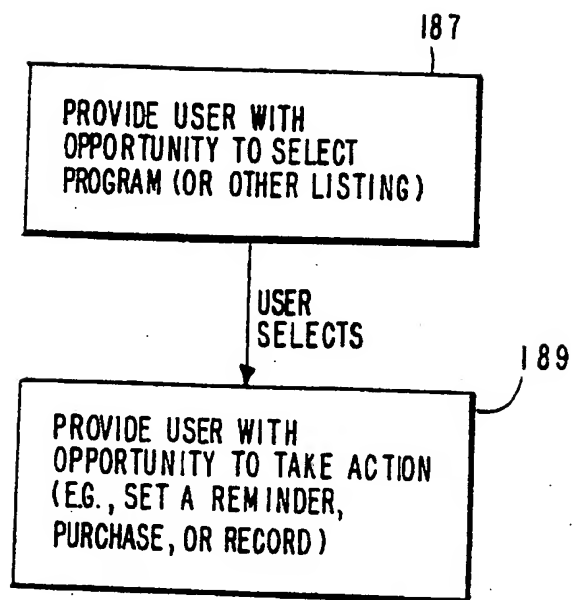 187
PROVIDE USER WITH
OPPORTUNITY TO SELECT
PROGRAM (OR OTHER LISTING)
USER
SELECTS
189
PROVIDE USER WITH
OPPORTUNITY TO TAKE ACTION
(E.G., SET A REMINDER,
PURCHASE, OR RECORD)